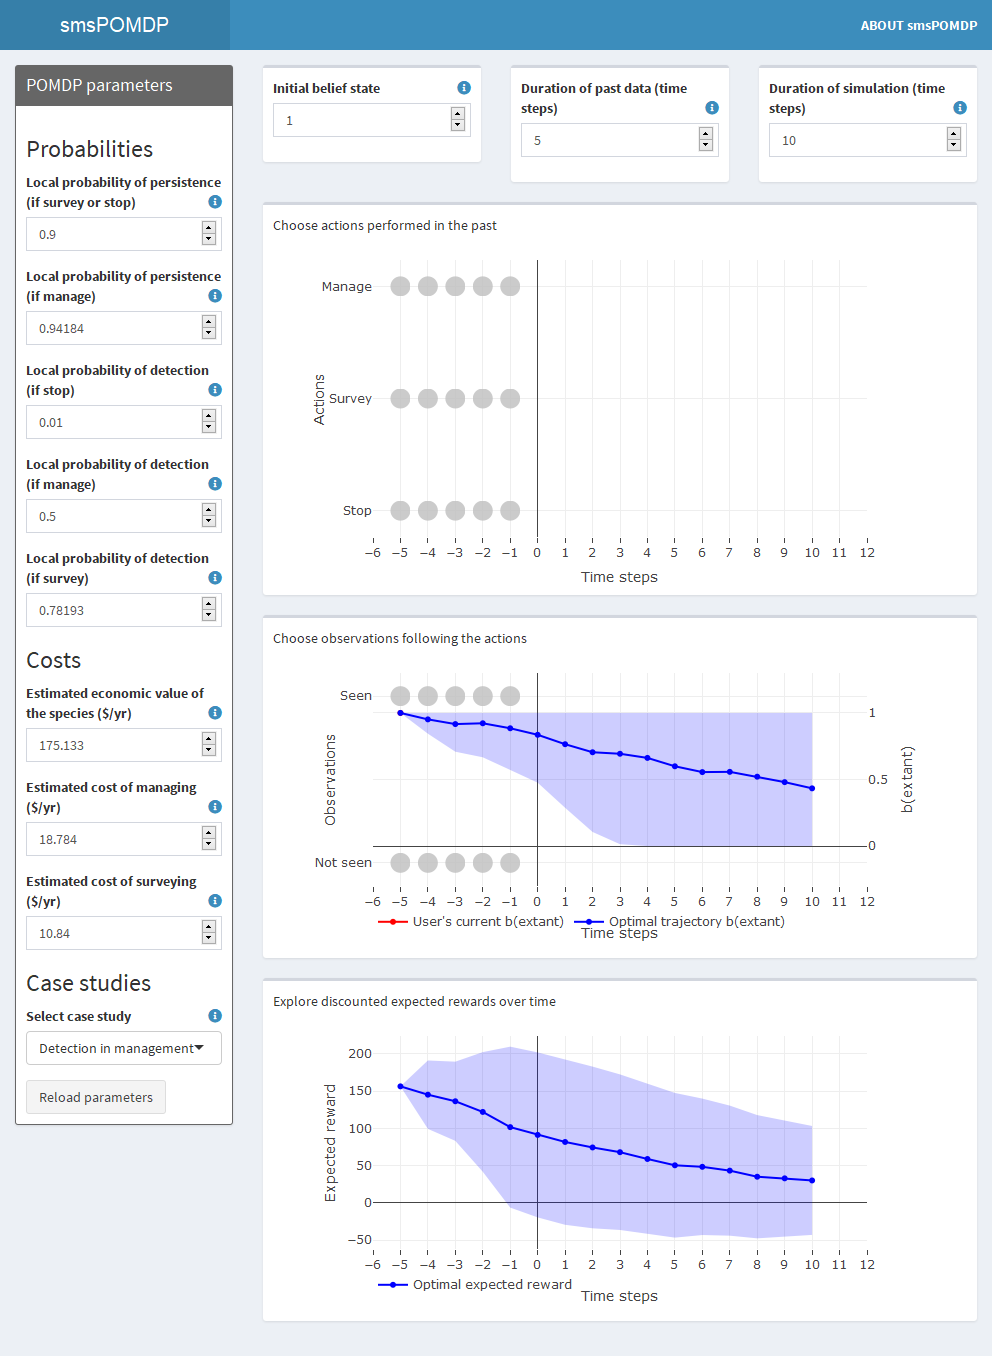 smsPOMDP
ABOUT smsPOMDP
POMDP parameters
Probabilities
Local probability of persistence
(if survey or stop)
0.9
Local probability of persistence
(if manage)
0.94184
Local probability of detection
(if stop)
0.01
Local probability of detection
(if manage)
0.5
Local probability of detection
(if survey)
0.78193
Costs
Estimated economic value of
the species ($/yr)
175.133
Estimated cost of managing
($/yr)
18.784
Estimated cost of surveying
($/yr)
10.84
Case studies
Select case study
Detection in management
Reload parameters
Initial belief state
1
Duration of past data (time
steps)
5
Duration of simulation (time
steps)
10
Choose actions performed in the past
Manage
Survey
Stop
Actions
−6 −5 −4 −3 −2 −1 0 1 2 3 4 5 6 7 8 9 10 11 12
Time steps
Choose observations following the actions
Seen
Not seen
Observations
1
0.5
0
b(extant)
−6 −5 −4 −3 −2 −1 0 1 2 3 4 5 6 7 8 9 10 11 12
User's current b(extant) Optimal trajectory b(extant)
Time steps
Explore discounted expected rewards over time
200
150
100
50
0
−50
Expected reward
−6 −5 −4 −3 −2 −1 0 1 2 3 4 5 6 7 8 9 10 11 12
Optimal expected reward
Time steps